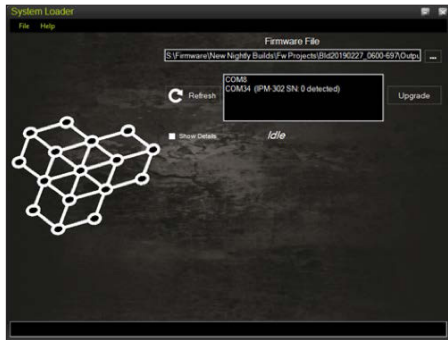 System Loader
File Help
Firmware File
S:\Firmware\New Nightly Builds\Fw Projects\Bld20190227_0600-697\Outpu
...
COM8
COM34 (IPM-302 SN: 0 detected)
Refresh
Upgrade
Show Details
Idle